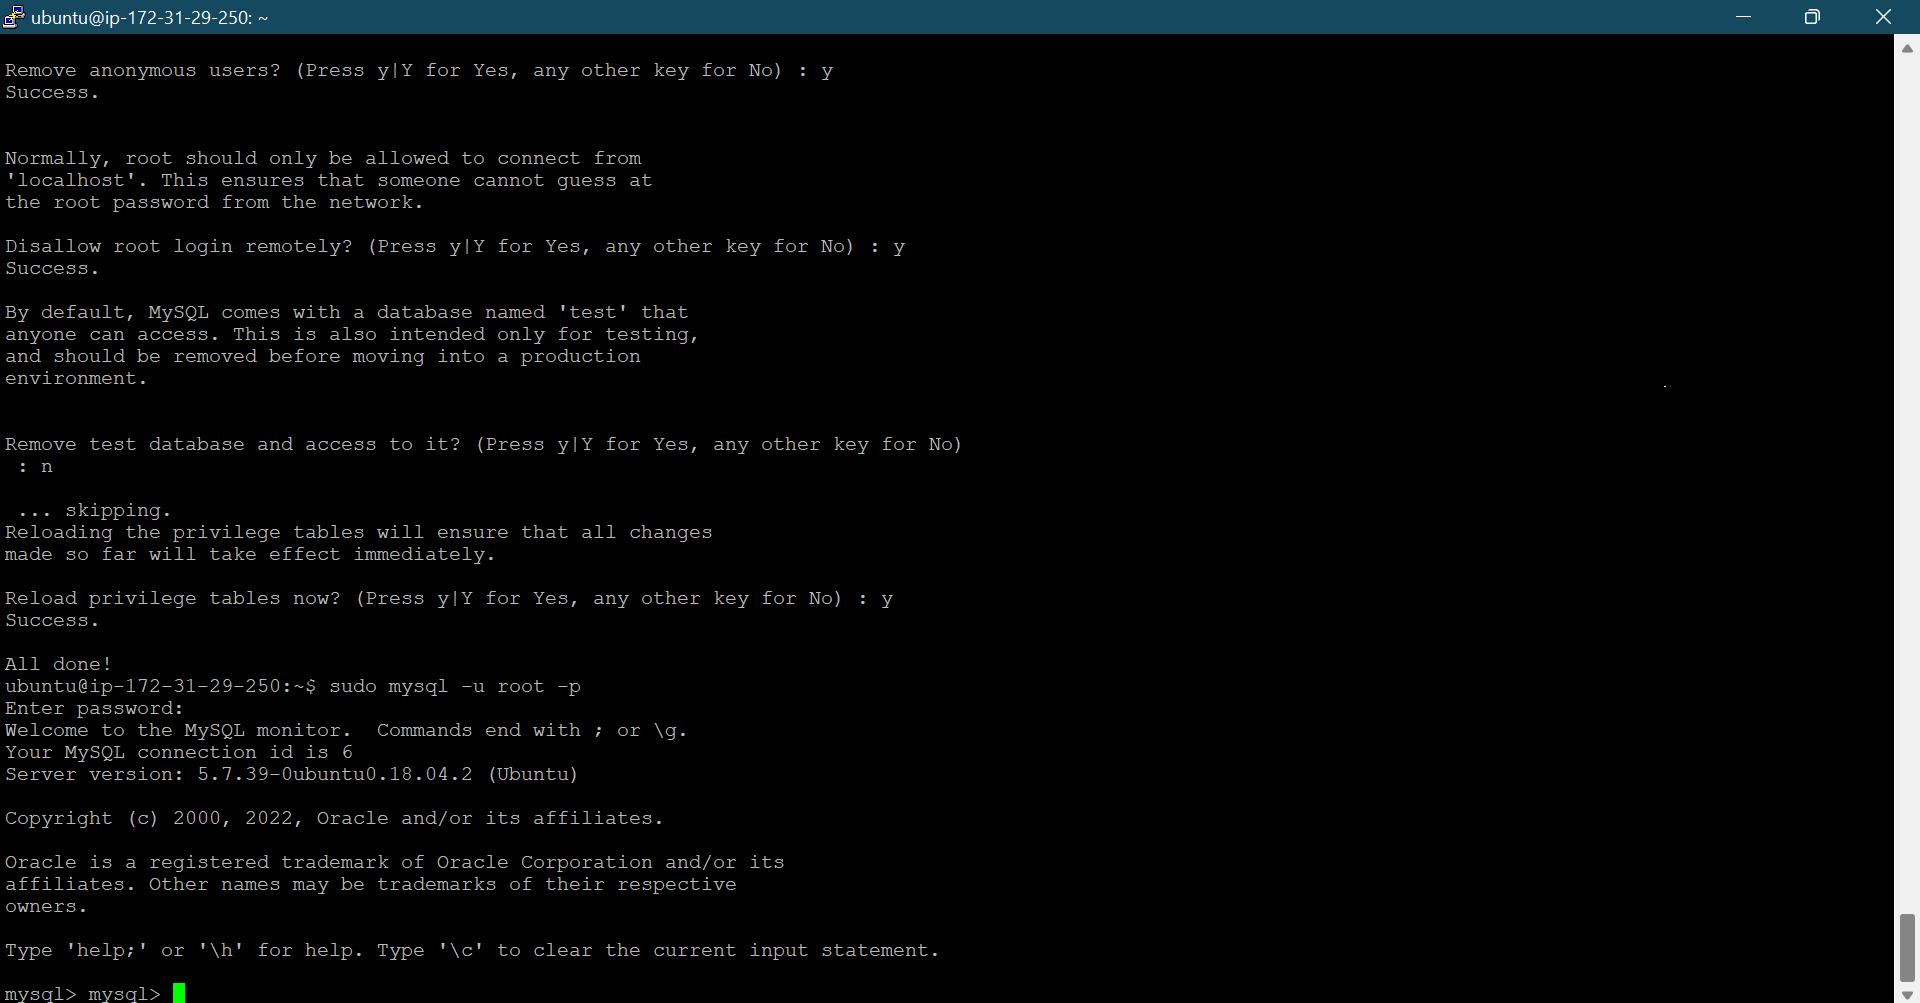 ubuntu@ip-172-31-29-250: ~
Remove anonymous users? (Press y|Y for Yes, any other key for No) : y
Success.
Normally, root should only be allowed to connect from
'localhost'. This ensures that someone cannot guess at
the root password from the network.
Disallow root login remotely? (Press y|Y for Yes, any other key for No) : y
Success.
By default, MySQL comes with a database named 'test' that
anyone can access. This is also intended only for testing,
and should be removed before moving into a production
environment.
Remove test database and access to it? (Press y|Y for Yes, any other key for No)
 : n
 ... skipping.
Reloading the privilege tables will ensure that all changes
made so far will take effect immediately.
Reload privilege tables now? (Press y|Y for Yes, any other key for No) : y
Success.
All done!
ubuntu@ip-172-31-29-250:~$ sudo mysql -u root -p
Enter password:
Welcome to the MySQL monitor.  Commands end with ; or \g.
Your MySQL connection id is 6
Server version: 5.7.39-0ubuntu0.18.04.2 (Ubuntu)
Copyright (c) 2000, 2022, Oracle and/or its affiliates.
Oracle is a registered trademark of Oracle Corporation and/or its
affiliates. Other names may be trademarks of their respective
owners.
Type 'help;' or '\h' for help. Type '\c' to clear the current input statement.
mysql> mysql>